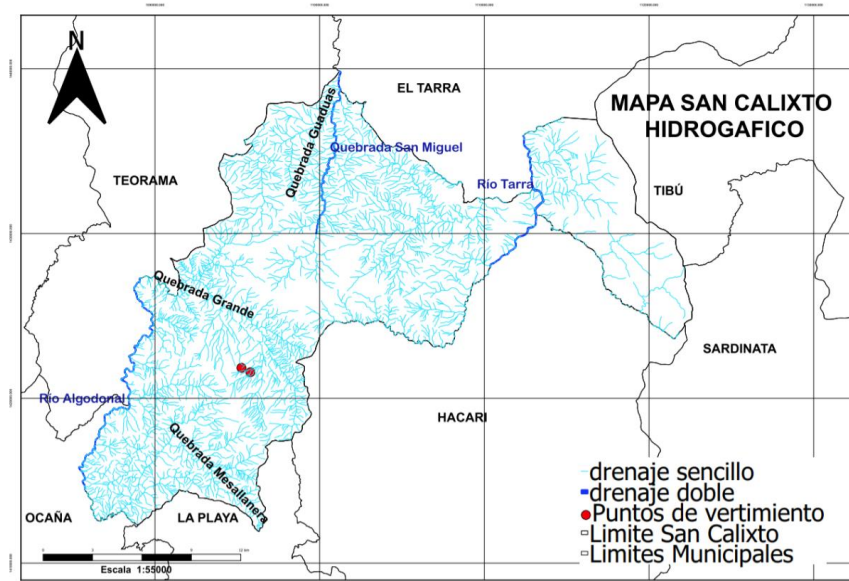 N
EL TARRA
MAPA SAN CALIXTO
HIDROGAFICO
Quebrada Guaduas
Quebrada San Miguel
TEORAMA
Río Tarra
TIBÚ
Quebrada Grande
SARDINATA
Río Algodonal
HACARI
Quebrada Mesallanera
OCAÑA
LA PLAYA
drenaje sencillo
drenaje doble
Puntos de vertimiento
Limite San Calixto
Limites Municipales
Escala 1:55000